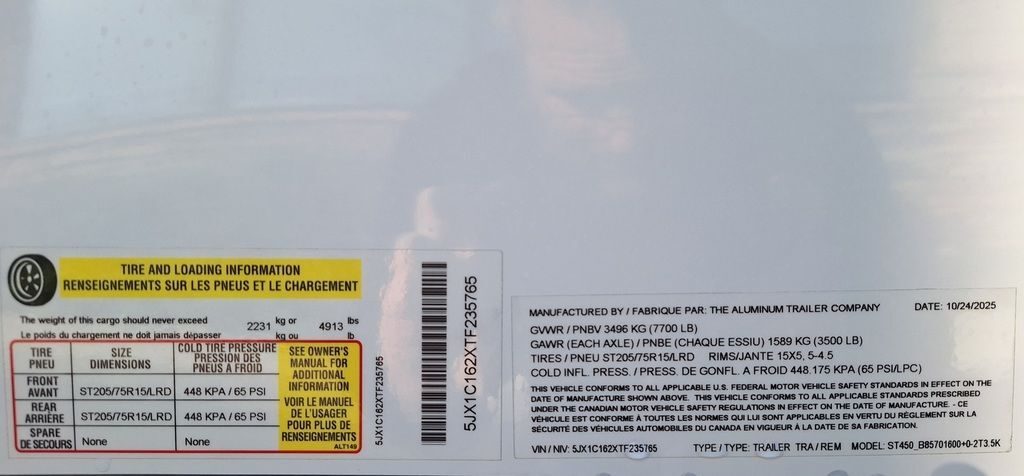 TIRE AND LOADING INFORMATION
RENSEIGNEMENTS SUR LES PNEUS ET LE CHARGEMENT
The weight of this cargo should never exceed 2231 kg or 4913 lbs
Le poids du chargement ne doit jamais dépasser kg ou lb
TIRE PNEU
SIZE DIMENSIONS
COLD TIRE PRESSURE PRESSION DES PNEUS A FROID
FRONT AVANT
ST205/75R15/LRD
448 KPA / 65 PSI
REAR ARRIÈRE
ST205/75R15/LRD
448 KPA / 65 PSI
SPARE DE SECOURS
None
None
SEE OWNER'S
MANUAL FOR
ADDITIONAL
INFORMATION
VOIR LE MANUEL
DE L'USAGER
POUR PLUS DE
RENSEIGNEMENTS
ALT149
5JX1C162XTF235765
5JX1C162XTF235765
MANUFACTURED BY / FABRIQUE PAR: THE ALUMINUM TRAILER COMPANY DATE: 10/24/2025
GVWR / PNBV 3496 KG (7700 LB)
GAWR (EACH AXLE) / PNBE (CHAQUE ESSIU) 1589 KG (3500 LB)
TIRES / PNEU ST205/75R15/LRD RIMS/JANTE 15X5, 5-4.5
COLD INFL. PRESS. / PRESS. DE GONFL. A FROID 448.175 KPA (65 PSI/LPC)
THIS VEHICLE CONFORMS TO ALL APPLICABLE U.S. FEDERAL MOTOR VEHICLE SAFETY STANDARDS IN EFFECT ON THE
DATE OF MANUFACTURE SHOWN ABOVE. THIS VEHICLE CONFORMS TO ALL APPLICABLE STANDARDS PRESCRIBED
UNDER THE CANADIAN MOTOR VEHICLE SAFETY REGULATIONS IN EFFECT ON THE DATE OF MANUFACTURE. - CE
VÉHICULE EST CONFORME À TOUTES LES NORMES QUI LUI SONT APPLICABLES EN VERTU DU RÈGLEMENT SUR LA
SÉCURITÉ DES VÉHICULES AUTOMOBILES DU CANADA EN VIGUEUR À LA DATE DE SA FABRICATION.
VIN / NIV: 5JX1C162XTF235765 TYPE / TYPE: TRAILER TRA / REM MODEL: ST450_B85701600+0-2T3.5K